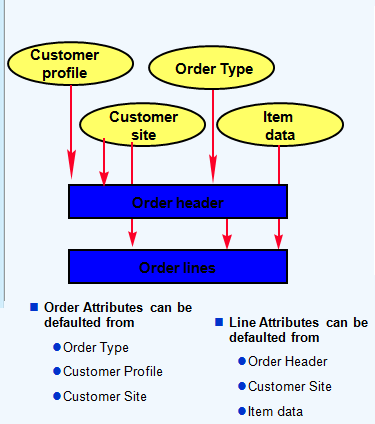 Customer
profile
Order Type
Customer
site
Item
data
Order header
Order lines
Order Attributes can be
defaulted from
Order Type
Customer Profile
Customer Site
Line Attributes can be
defaulted from
Order Header
Customer Site
Item data